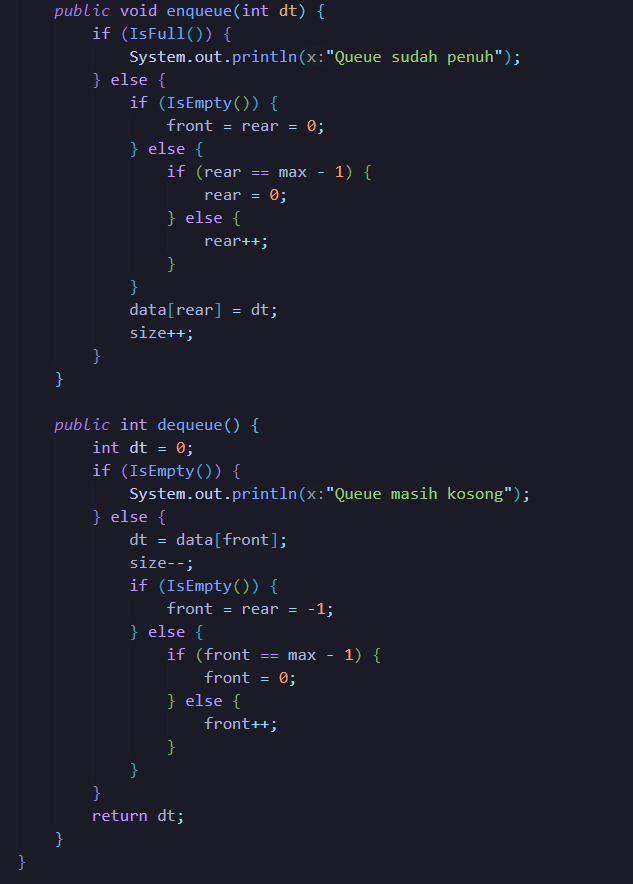 public void enqueue(int dt) {
if (IsFull()) {
System.out.println(x:"Queue sudah penuh");
} else {
if (IsEmpty()) {
front = rear = 0;
} else {
if (rear == max - 1) {
rear = 0;
} else {
rear++;
}
}
data[rear] = dt;
size++;
}
}
public int dequeue() {
int dt = 0;
if (IsEmpty()) {
System.out.println(x:"Queue masih kosong");
} else {
dt = data[front];
size--;
if (IsEmpty()) {
front = rear = -1;
} else {
if (front == max - 1) {
front = 0;
} else {
front++;
}
}
}
return dt;
}
}